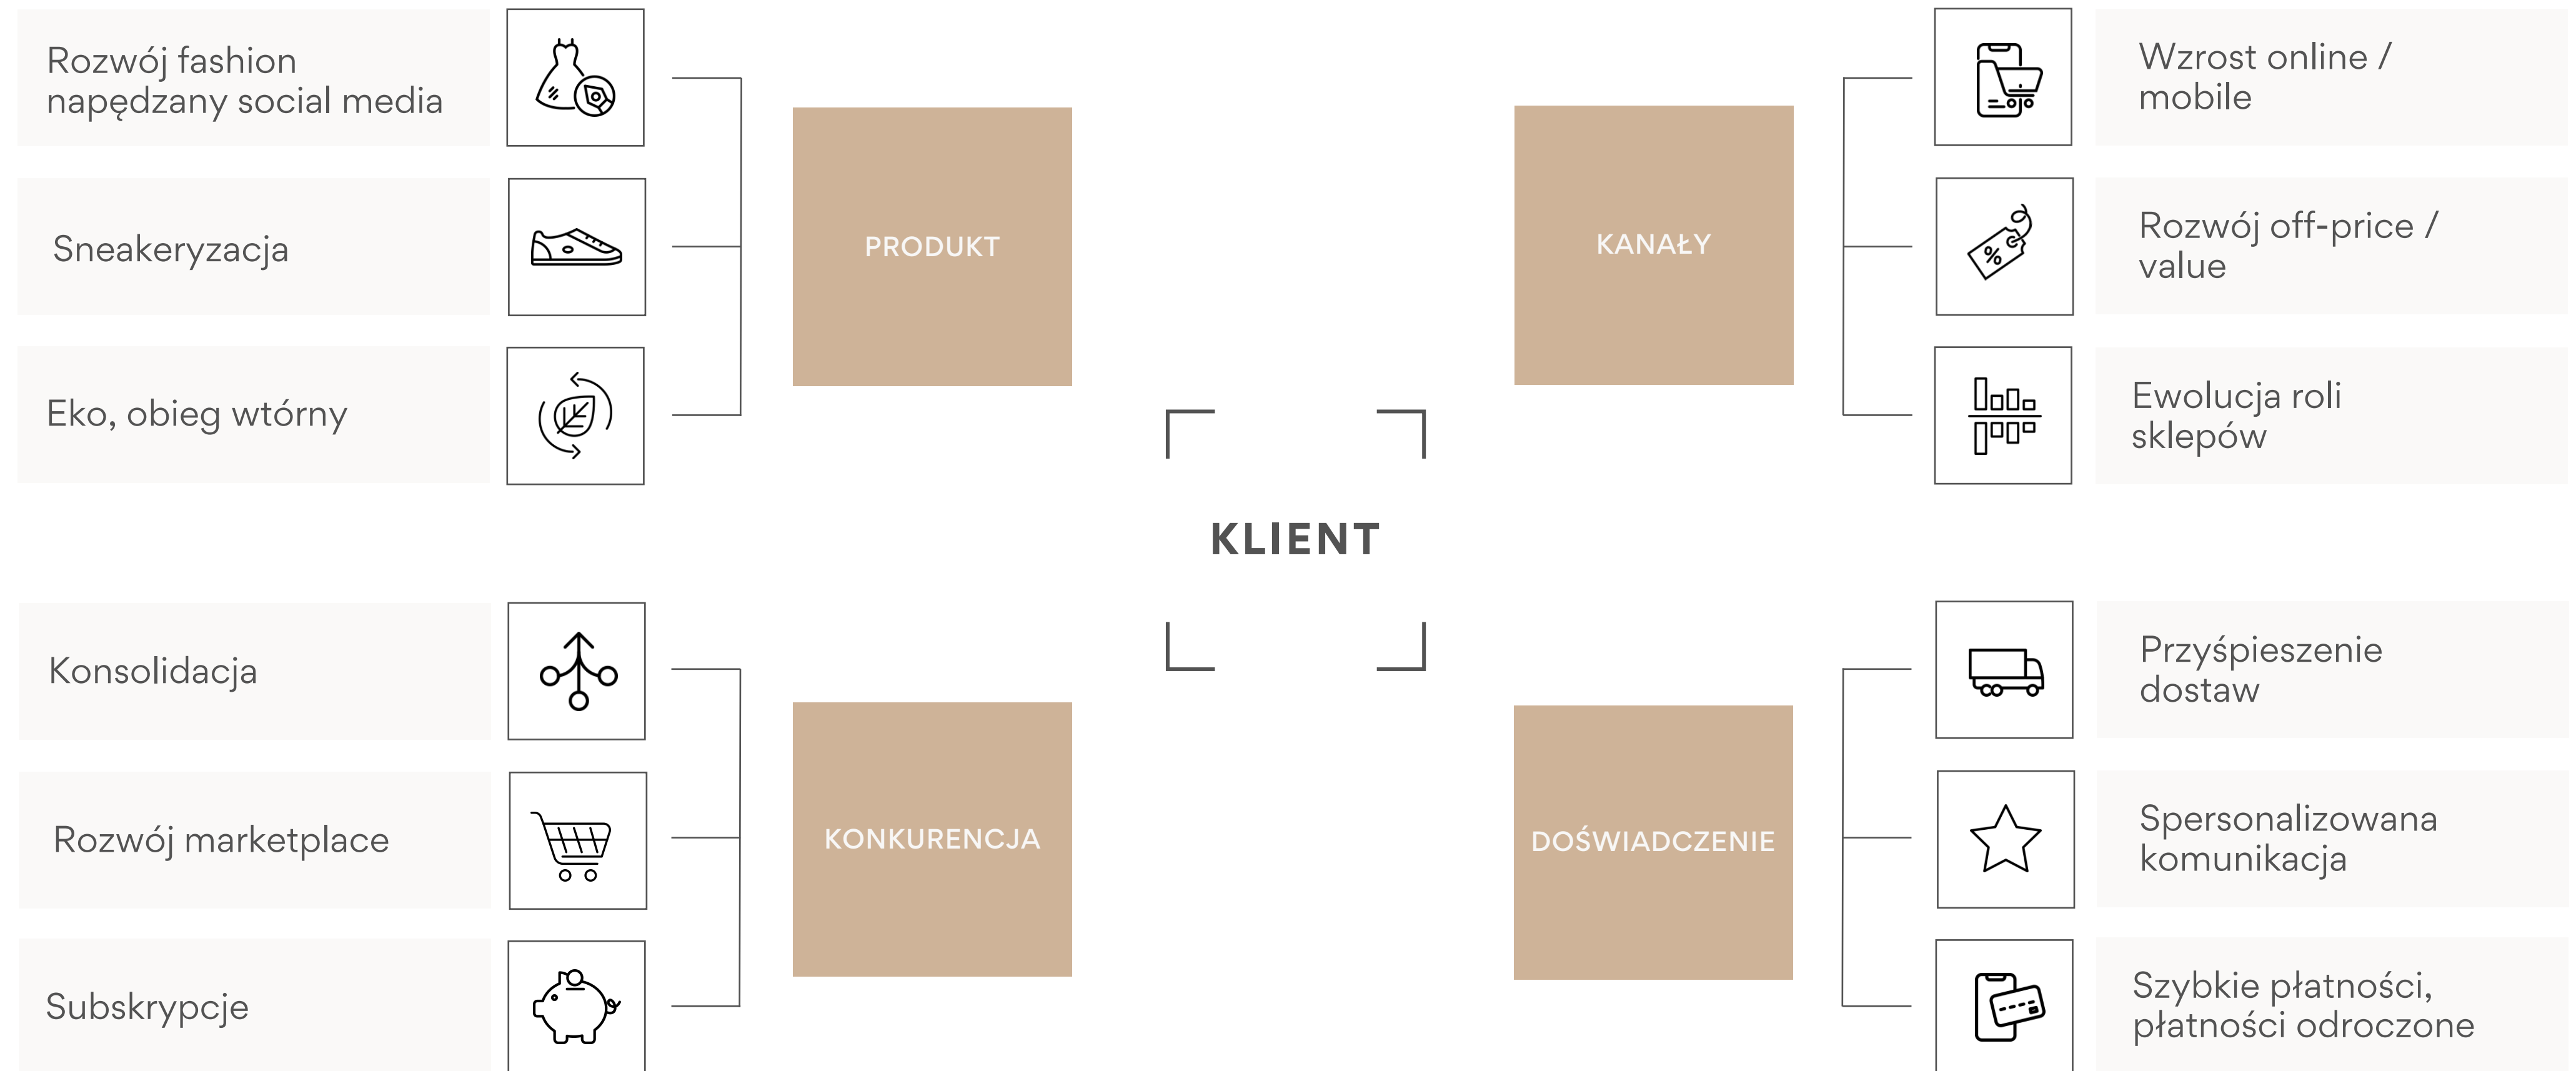 Rozwój fashion
napędzany social media
Sneakeryzacja
Eko, obieg wtórny
PRODUKT
KANAŁY
Wzrost online /
mobile
Rozwój off-price /
value
%
Ewolucja roli
sklepów
KLIENT
Konsolidacja
Rozwój marketplace
Subskrypcje
KONKURENCJA
DOŚWIADCZENIE
Przyśpieszenie
dostaw
Spersonalizowana
komunikacja
Szybkie płatności,
płatności odroczone